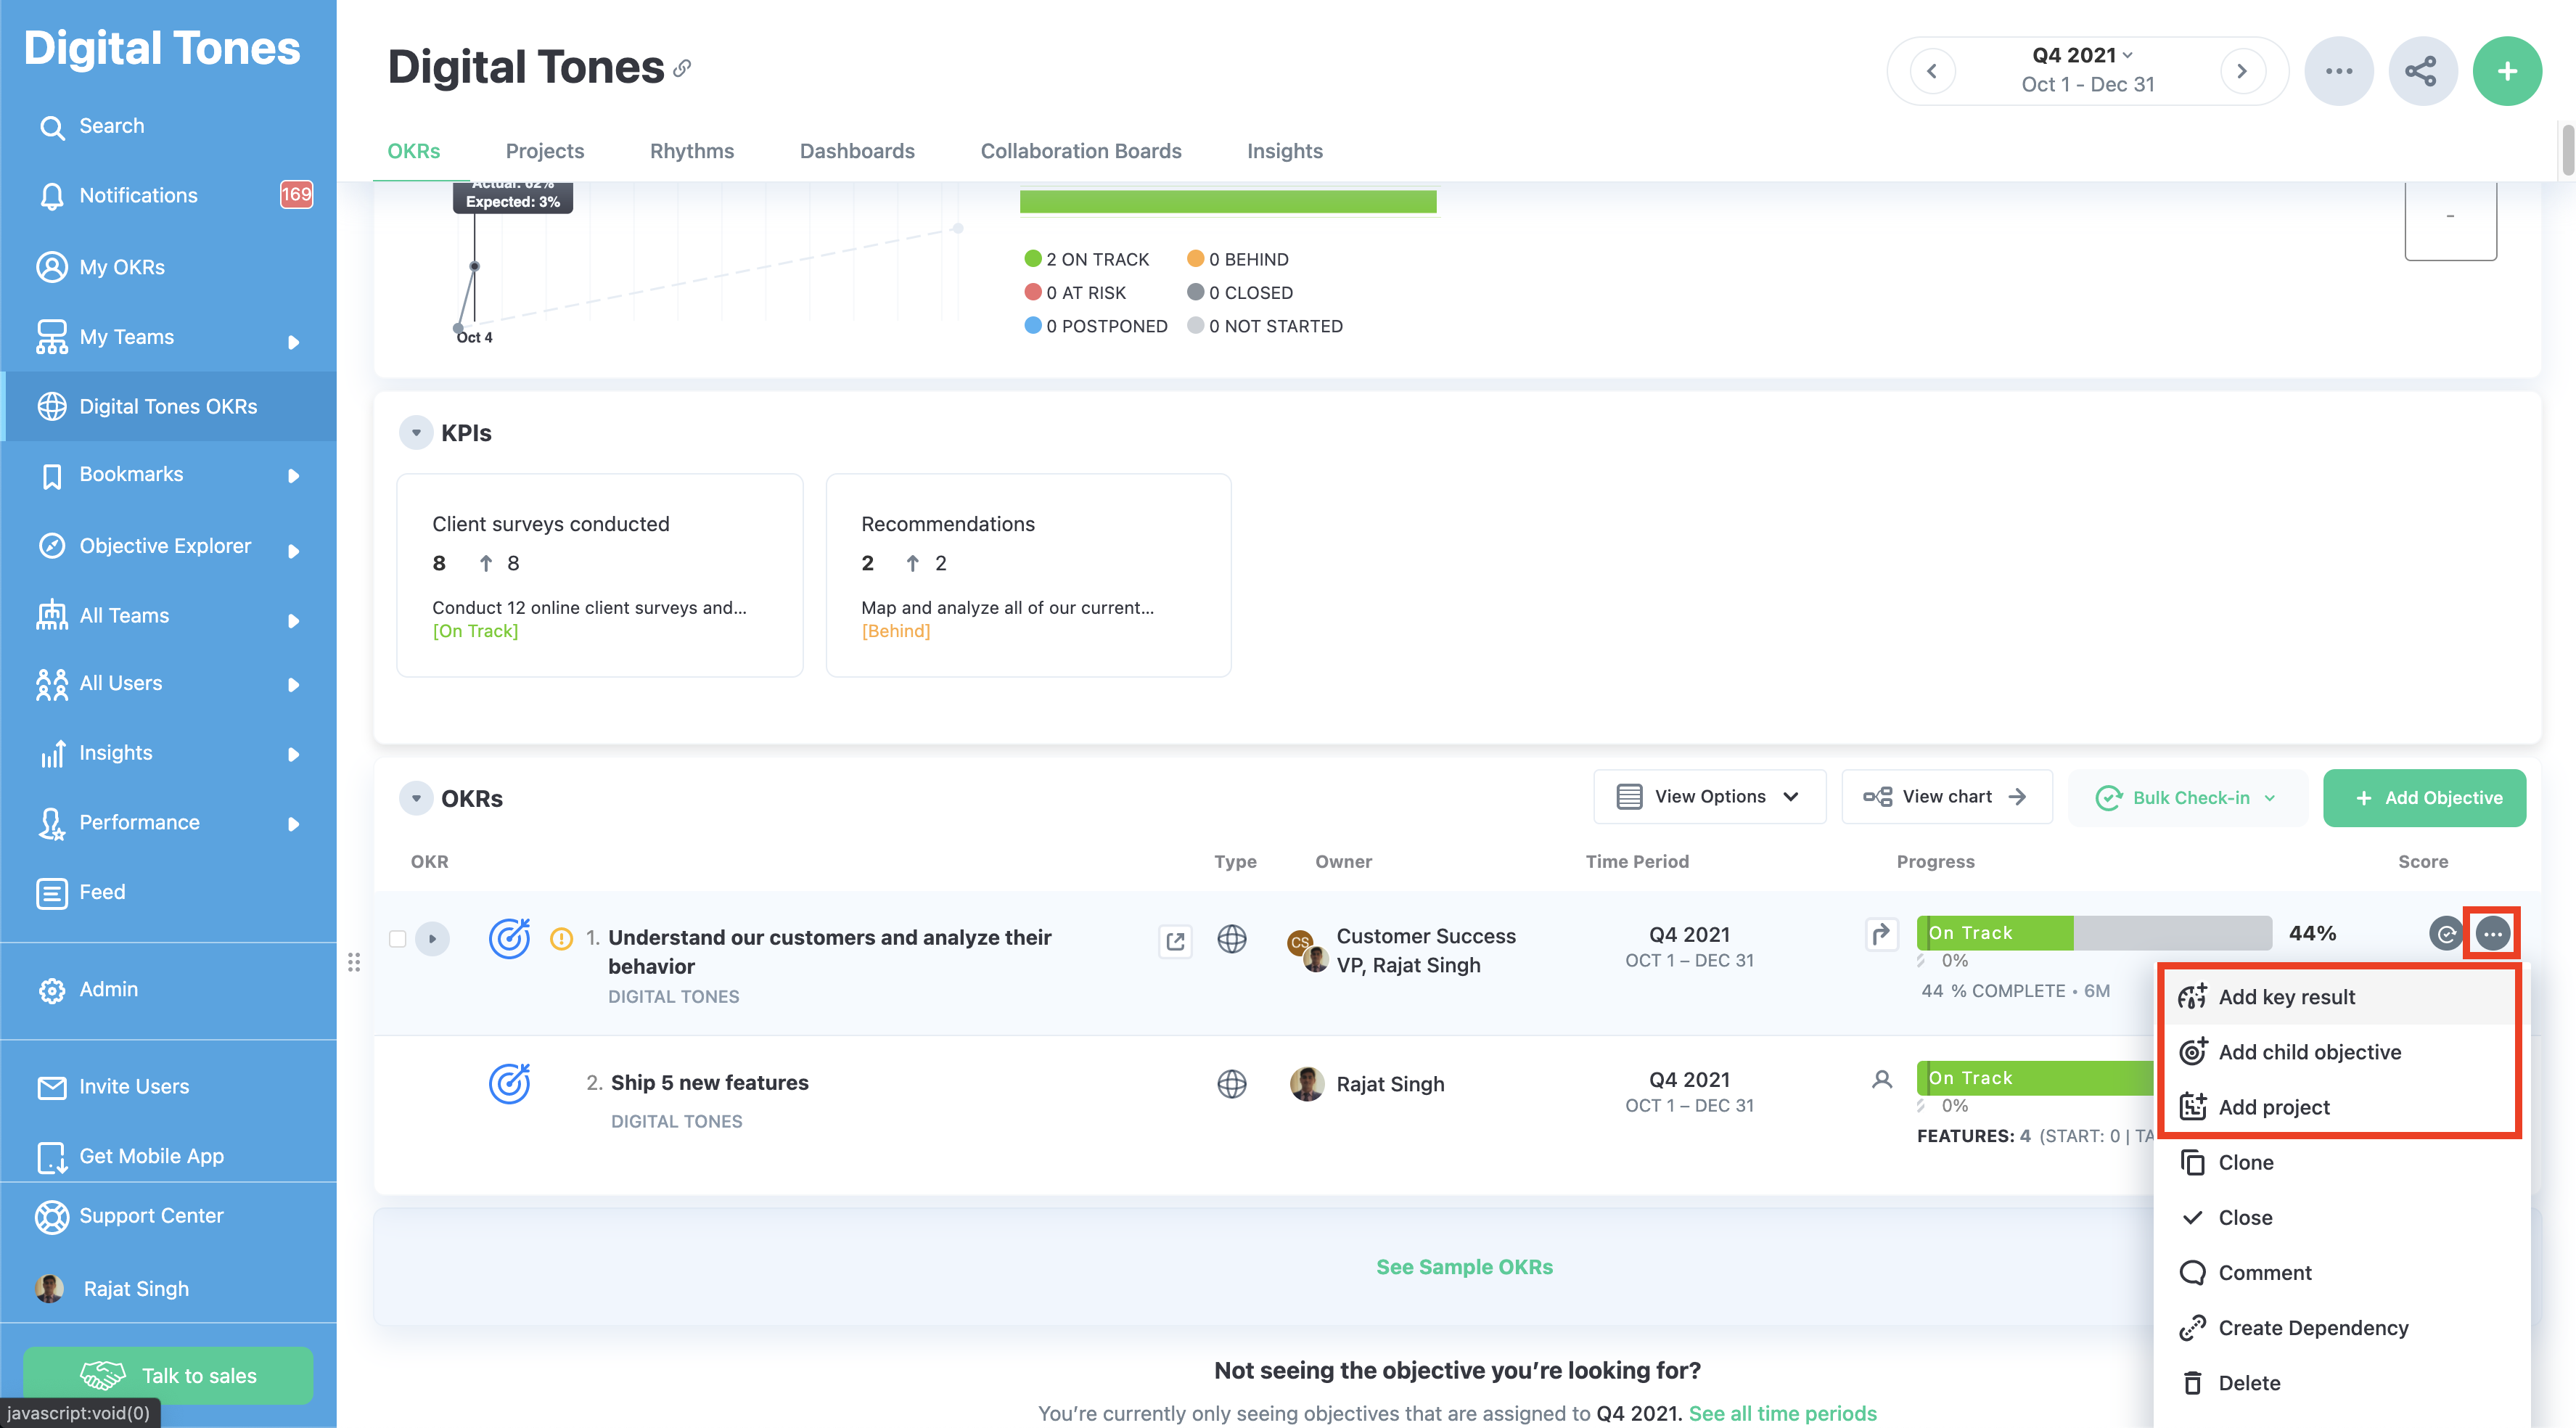 Digital Tones
Search
Notifications
169
My OKRs
My Teams
Digital Tones OKRs
Bookmarks
Objective Explorer
All Teams
All Users
Insights
Performance
Feed
Admin
Invite Users
Get Mobile App
Support Center
Rajat Singh
Talk to sales
javascript:void(0)
Digital Tones
Q4 2021
Oct 1 - Dec 31
OKRs
Projects
Rhythms
Dashboards
Collaboration Boards
Insights
Actual: 62%
Expected: 3%
Oct 4
2 ON TRACK
0 BEHIND
0 AT RISK
0 CLOSED
0 POSTPONED
0 NOT STARTED
-
KPIs
Client surveys conducted
8 ↑ 8
Conduct 12 online client surveys and...
[On Track]
Recommendations
2 ↑ 2
Map and analyze all of our current...
[Behind]
OKRs
View Options
View chart
Bulk Check-in
+ Add Objective
OKR
Type
Owner
Time Period
Progress
Score
1. Understand our customers and analyze their
behavior
DIGITAL TONES
CS
Customer Success
VP, Rajat Singh
Q4 2021
OCT 1 – DEC 31
On Track
44%
0%
44 % COMPLETE • 6M
2. Ship 5 new features
DIGITAL TONES
Rajat Singh
Q4 2021
OCT 1 – DEC 31
On Track
0%
FEATURES: 4 (START: 0 | TA
Add key result
Add child objective
Add project
Clone
Close
Comment
Create Dependency
Delete
See Sample OKRs
Not seeing the objective you're looking for?
You're currently only seeing objectives that are assigned to Q4 2021. See all time periods